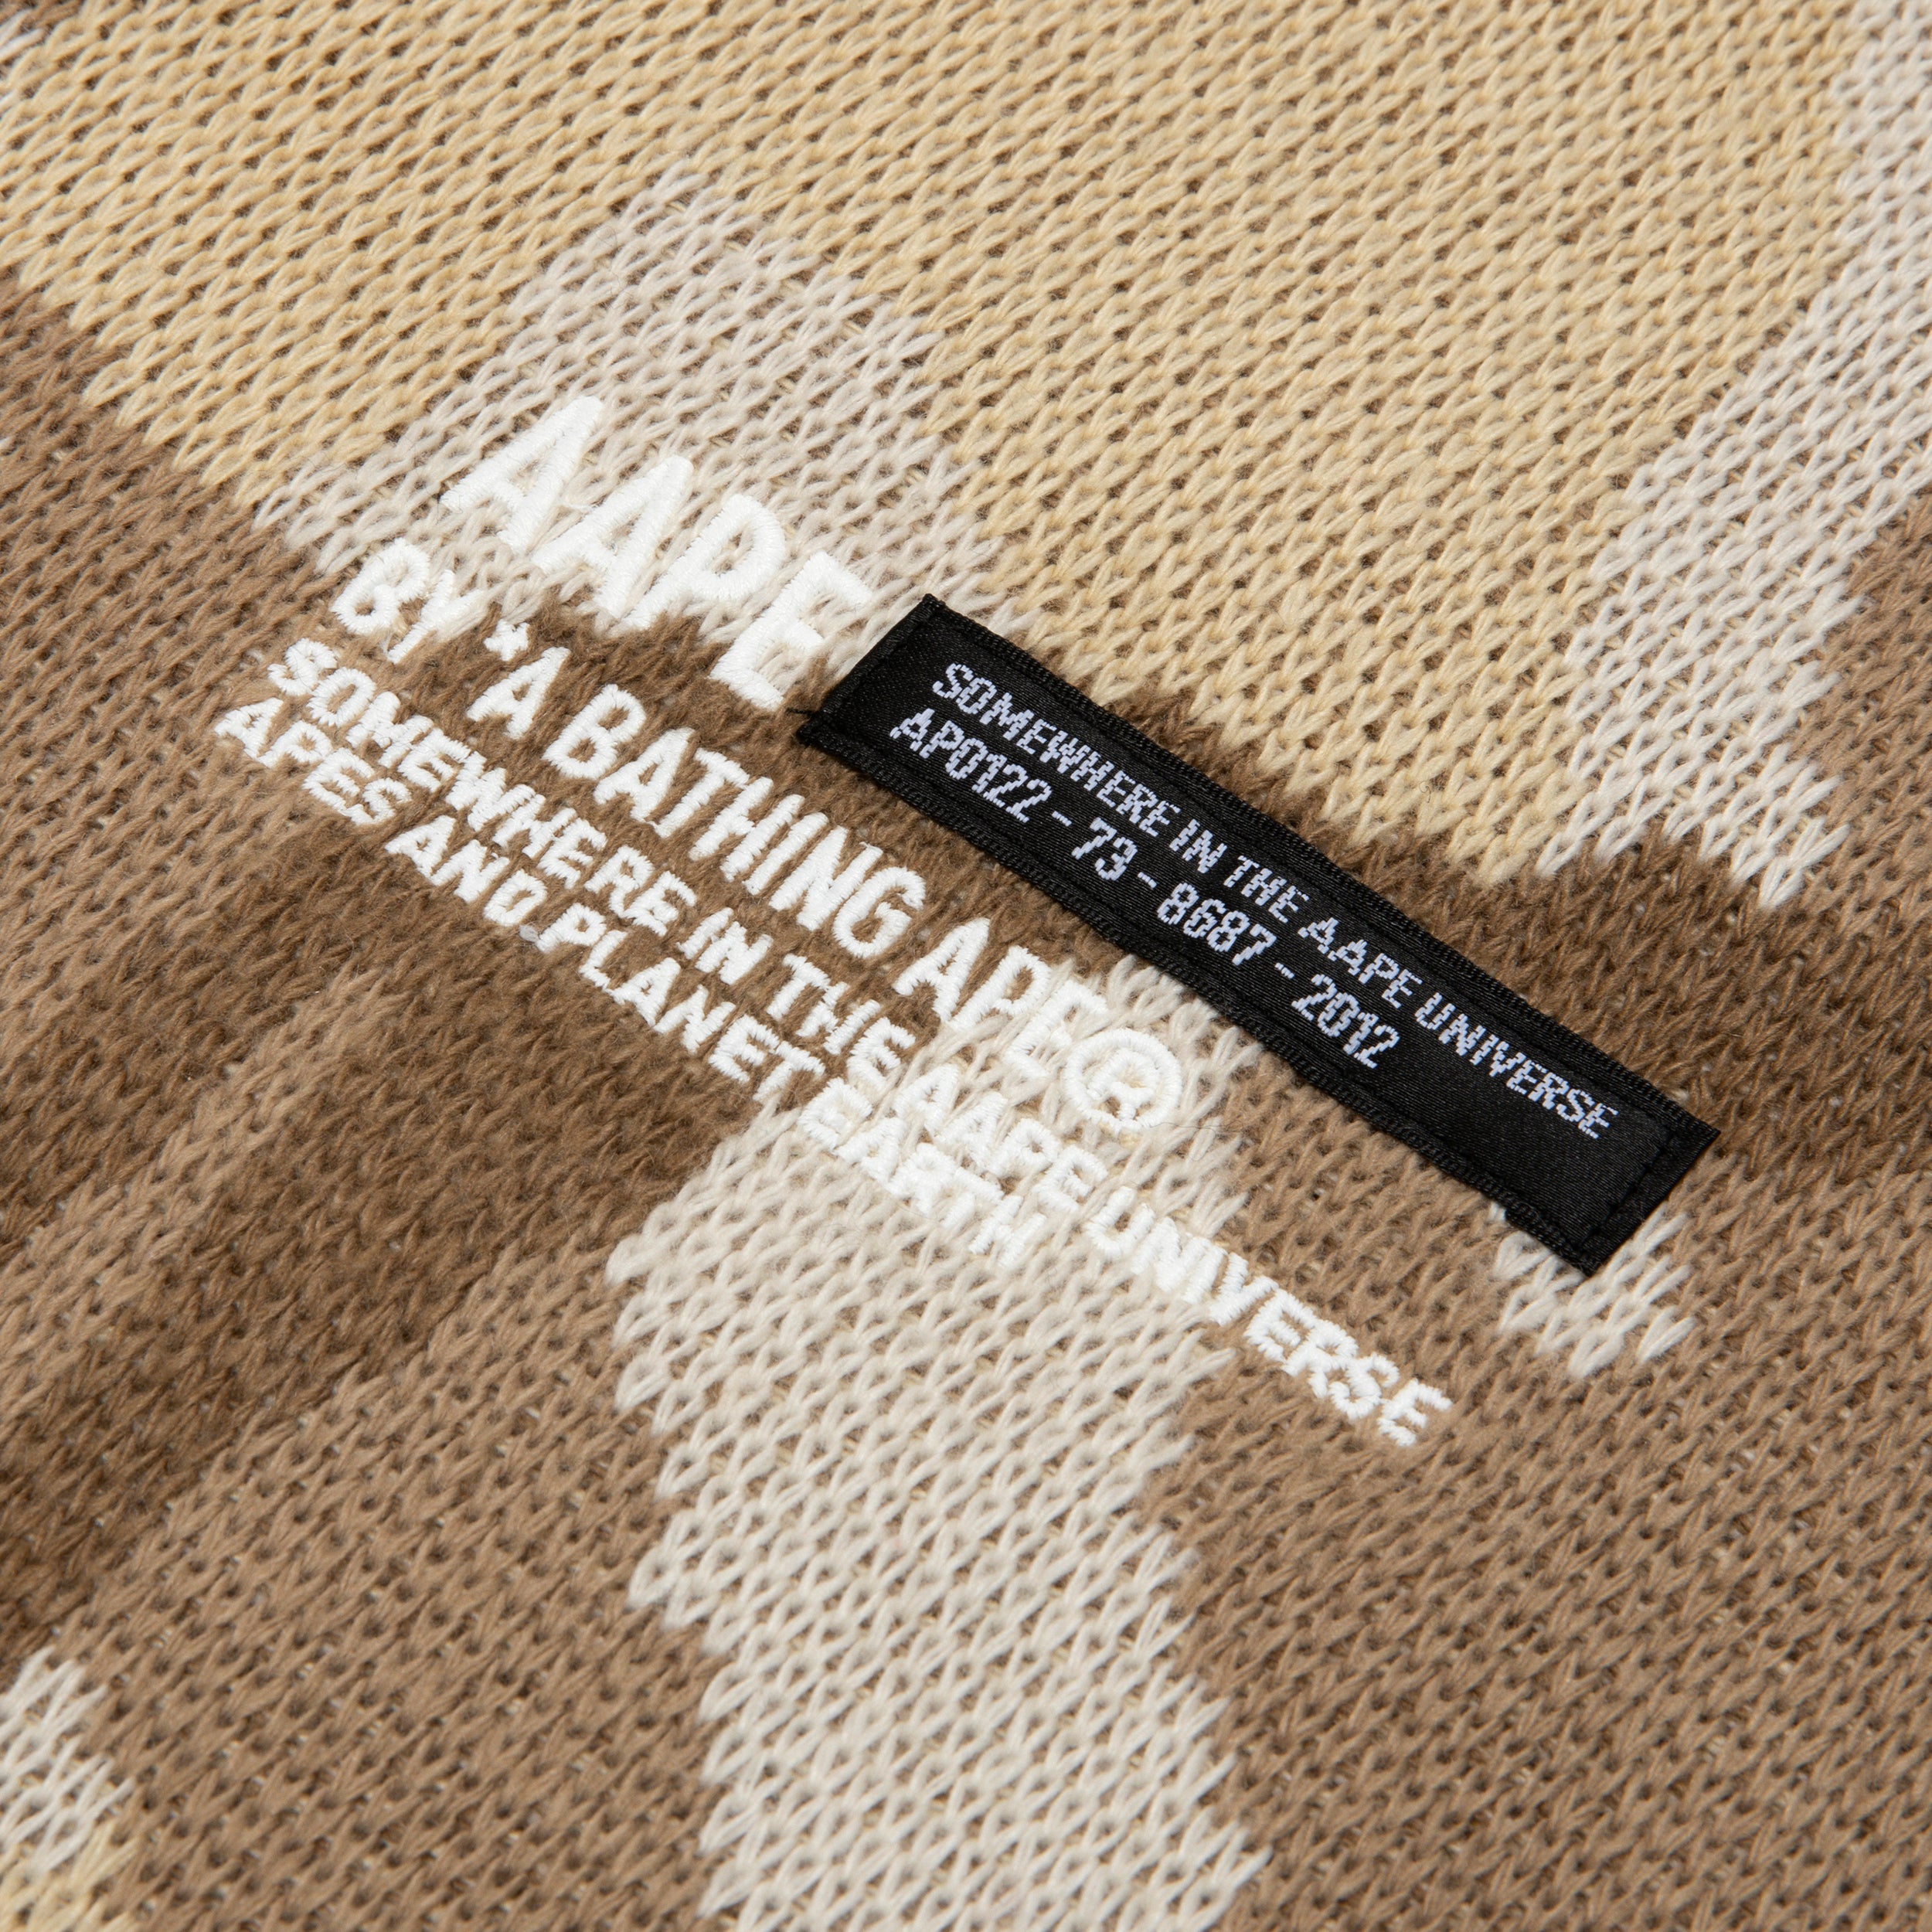 AAPE
BY *A BATHING APE®
SOMEWHERE IN THE AAPE UNIVERSE
APES AND PLANET EARTH
SOMEWHERE IN THE AAPE UNIVERSE
AP0122 - 73 - 8687 - 2012